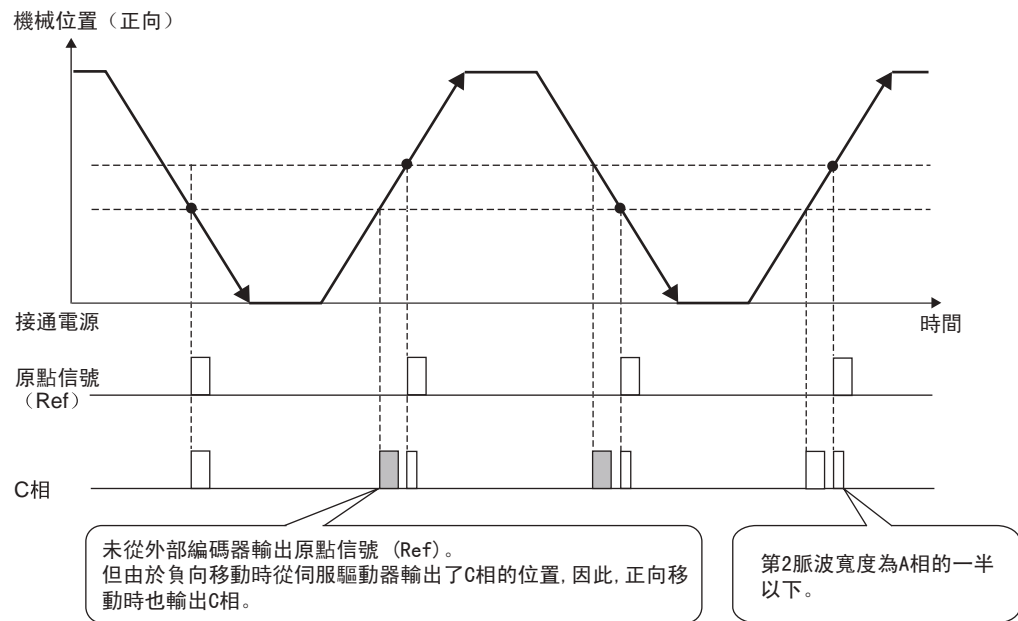 機械位置（正向）
接通電源
時間
原點信號
（Ref）
C相
未從外部編碼器輸出原點信號 (Ref)。
但由於負向移動時從伺服驅動器輸出了C相的位置, 因此, 正向移
動時也輸出C相。
第2脈波寬度為A相的一半
以下。